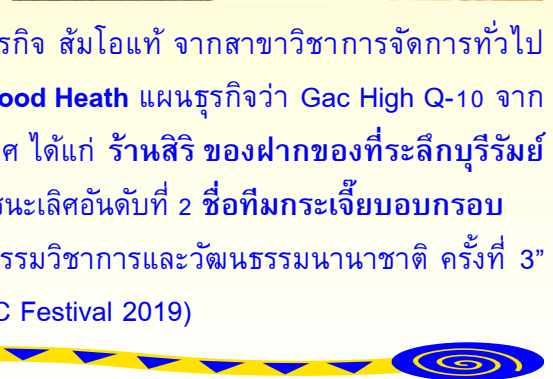 รกิจ ส้มโอแท้ จากสาขาวิชาการจัดการทั่วไป
ood Heath แผนธุรกิจว่า Gac High Q-10 จาก
ศ ได้แก่ ร้านสิริ ของฝากของที่ระลึกบุรีรัมย์
ชนะเลิศอันดับที่ 2 ชื่อทีมกระเจี๊ยบอบกรอบ
รรมวิชาการและวัฒนธรรมนานาชาติ ครั้งที่ 3”
C Festival 2019)